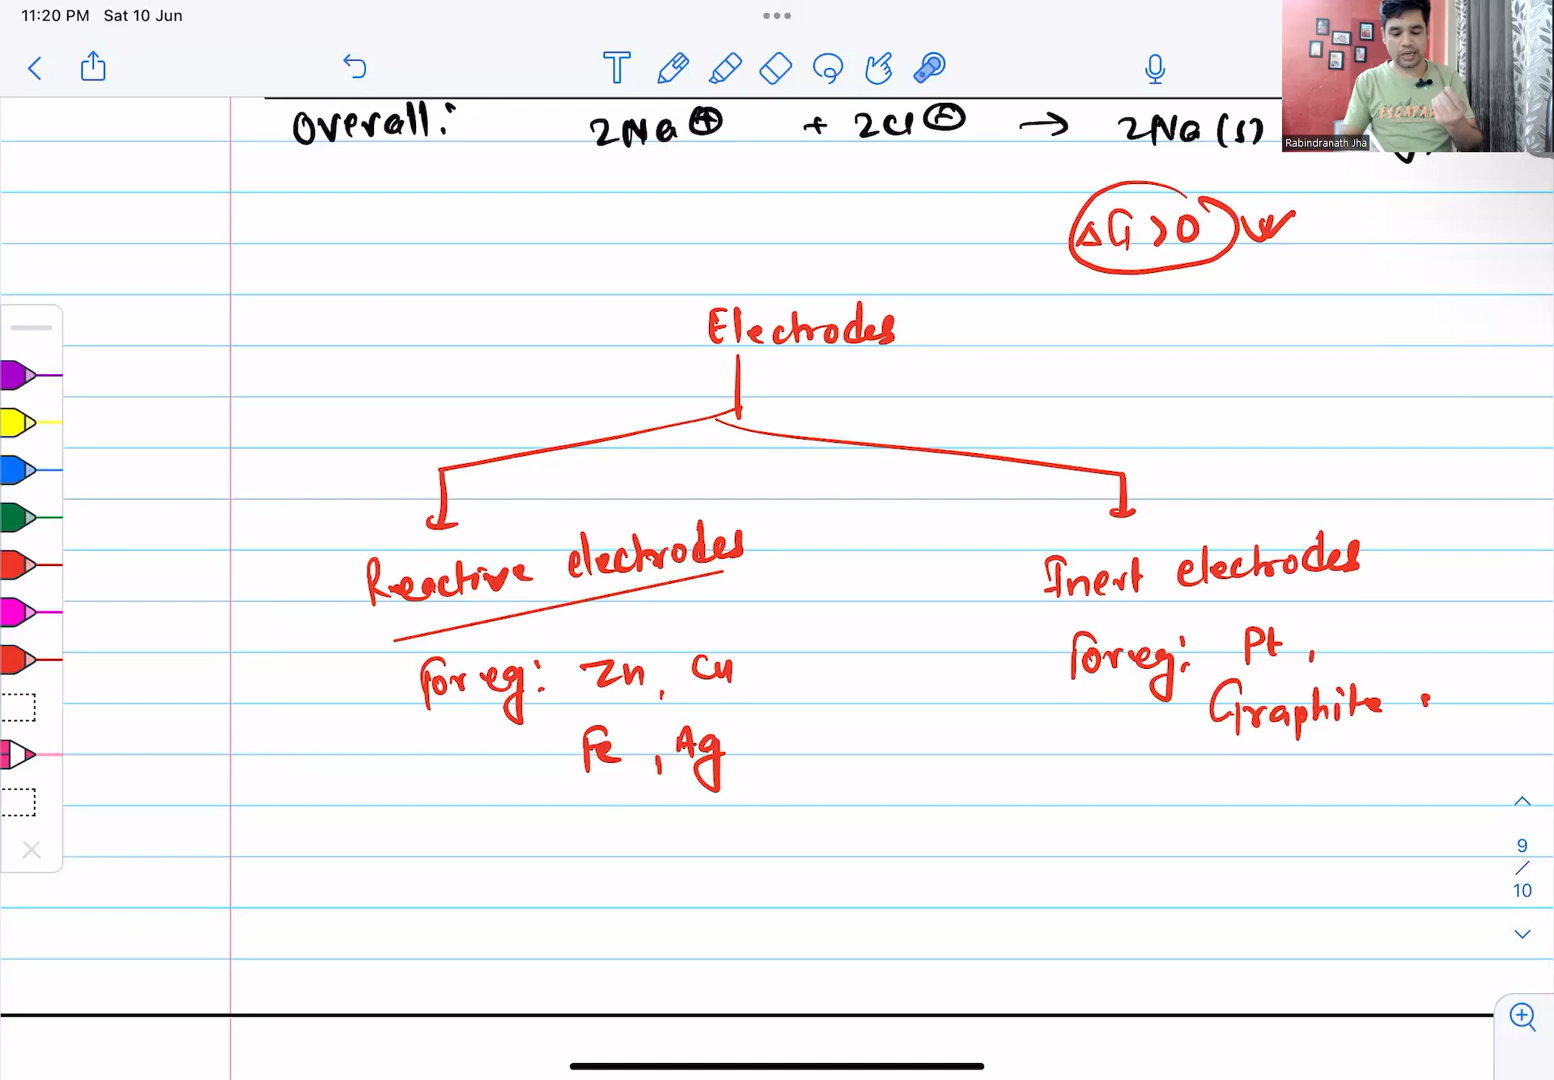 11:20 PM Sat 10 Jun
Rabindranath Jha
Overall: 2Na⊕ + 2Cl⊖ → 2Na(s)
ΔG>0
Electrodes
Reactive electrodes
Inert electrodes
For eg: Zn, Cu
Fe, Ag
For eg: Pt,
Graphite.
9
/
10